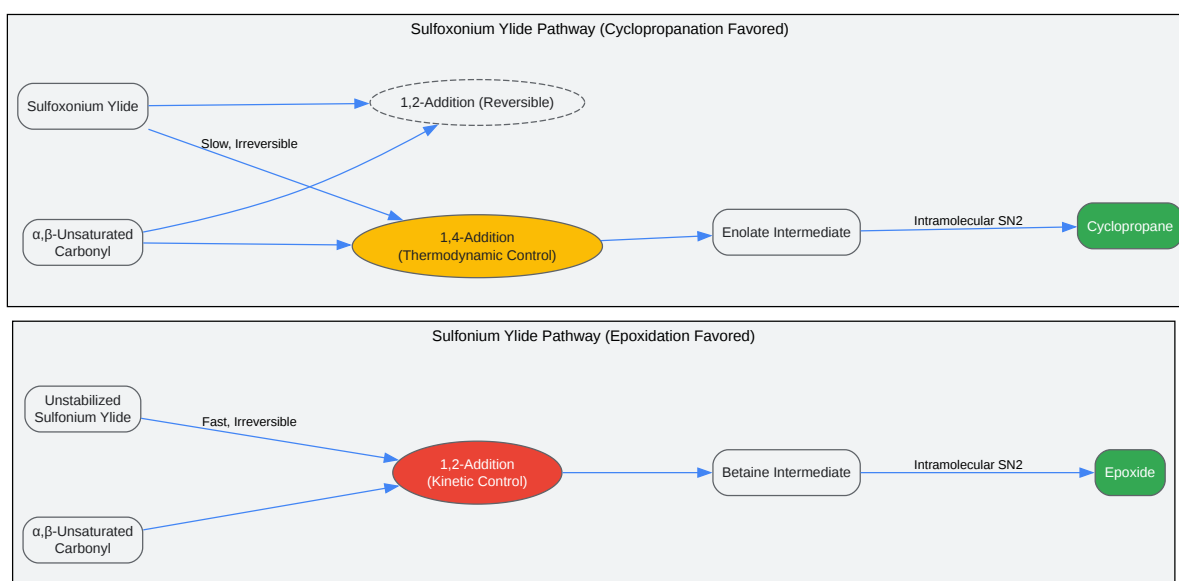 Sulfoxonium Ylide Pathway (Cyclopropanation Favored)
Sulfoxonium Ylide
1,2-Addition (Reversible)
Slow, Irreversible
α,β-Unsaturated
Carbonyl
1,4-Addition
(Thermodynamic Control)
Enolate Intermediate
Intramolecular SN2
Cyclopropane
Sulfonium Ylide Pathway (Epoxidation Favored)
Unstabilized
Sulfonium Ylide
Fast, Irreversible
1,2-Addition
(Kinetic Control)
Betaine Intermediate
Intramolecular SN2
Epoxide
α,β-Unsaturated
Carbonyl